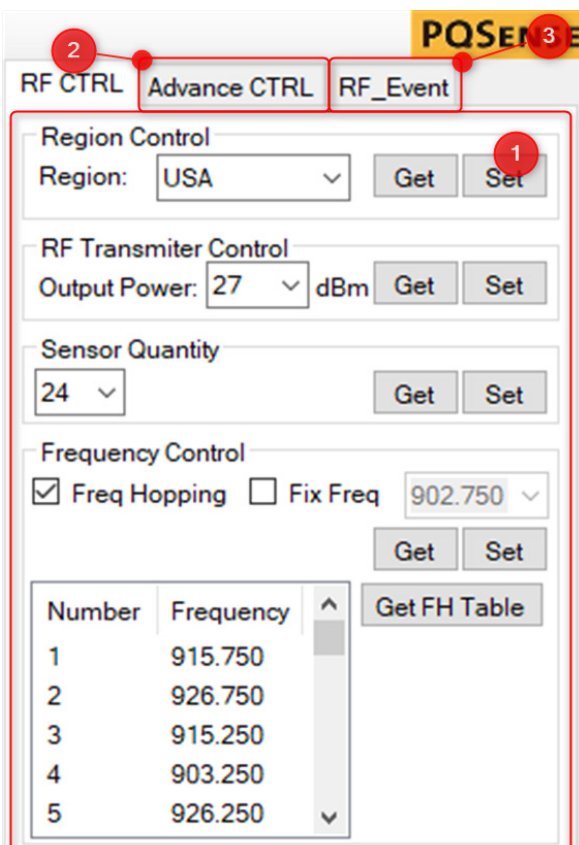 PQSENSE
2
3
RF CTRL Advance CTRL RF_Event
Region Control
1
Region: USA Get Set
RF Transmiter Control
Output Power: 27 dBm Get Set
Sensor Quantity
24 Get Set
Frequency Control
Freq Hopping Fix Freq 902.750
Get Set
Number Frequency Get FH Table
1 915.750
2 926.750
3 915.250
4 903.250
5 926.250